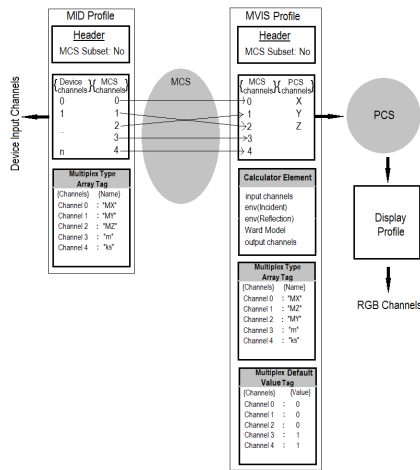 MID Profile
Header
MCS Subset: No
{Device channels}{MCS channels}
0 0
1 1
.. 2
3
n 4
Device Input Channels
Multiplex Type
Array Tag
{Channels} {Name}
Channel 0 : "MX"
Channel 1 : "MY"
Channel 2 : "MZ"
Channel 3 : "m"
Channel 4 : "ks"
MCS
MVIS Profile
Header
MCS Subset: No
{MCS channels}{PCS channels}
0 X
1 Y
2 Z
3
4
Calculator Element
input channels
env(Incident)
env(Reflection)
Ward Model
output channels
Multiplex Type
Array Tag
{Channels} {Name}
Channel 0 : "MX"
Channel 1 : "MZ"
Channel 2 : "MY"
Channel 3 : "m"
Channel 4 : "ks"
Multiplex Default
Value Tag
{Channels} {Value}
Channel 0 : 0
Channel 1 : 0
Channel 2 : 0
Channel 3 : 1
Channel 4 : 1
PCS
Display
Profile
RGB Channels